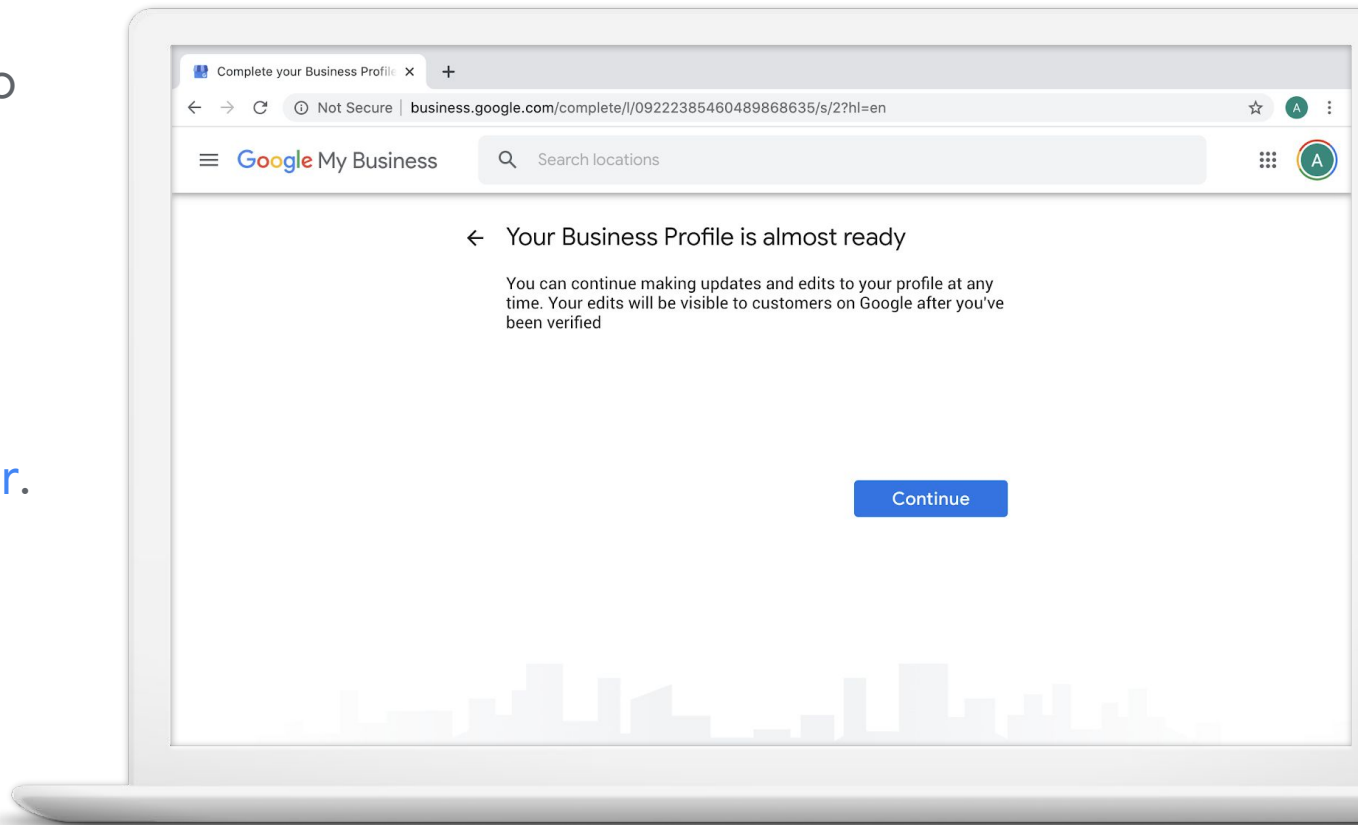 Complete your Business Profile
Not Secure | business.google.com/complete/l/09222385460489868635/s/2?hl=en
A
Google My Business
Search locations
A
Your Business Profile is almost ready
You can continue making updates and edits to your profile at any
time. Your edits will be visible to customers on Google after you've
been verified
r.
Continue